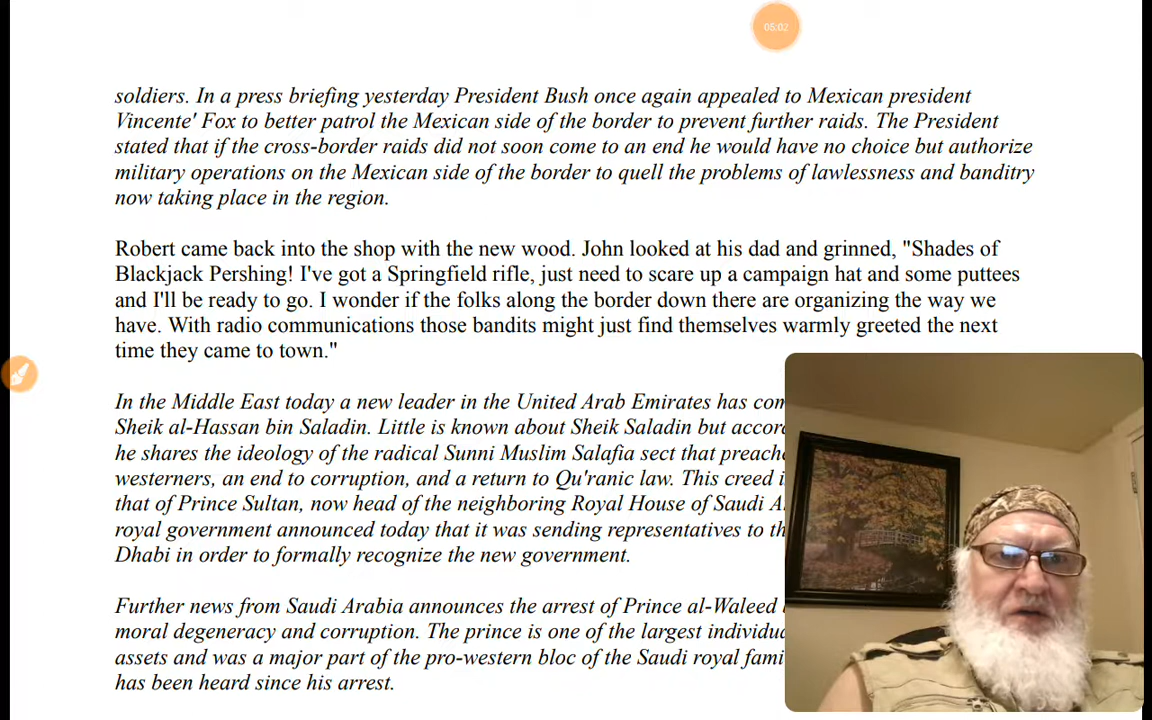 05:02
soldiers. In a press briefing yesterday President Bush once again appealed to Mexican president
Vincente' Fox to better patrol the Mexican side of the border to prevent further raids. The President
stated that if the cross-border raids did not soon come to an end he would have no choice but authorize
military operations on the Mexican side of the border to quell the problems of lawlessness and banditry
now taking place in the region.
Robert came back into the shop with the new wood. John looked at his dad and grinned, "Shades of
Blackjack Pershing! I've got a Springfield rifle, just need to scare up a campaign hat and some puttees
and I'll be ready to go. I wonder if the folks along the border down there are organizing the way we
have. With radio communications those bandits might just find themselves warmly greeted the next
time they came to town."
In the Middle East today a new leader in the United Arab Emirates has
Sheik al-Hassan bin Saladin. Little is known about Sheik Saladin but
he shares the ideology of the radical Sunni Muslim Salafia sect that
westerners, an end to corruption, and a return to Qu'ranic law. This creed
that of Prince Sultan, now head of the neighboring Royal House of Saudi
royal government announced today that it was sending representatives to
Dhabi in order to formally recognize the new government.
Further news from Saudi Arabia announces the arrest of Prince al-Waleed
moral degeneracy and corruption. The prince is one of the largest
assets and was a major part of the pro-western bloc of the Saudi royal
has been heard since his arrest.